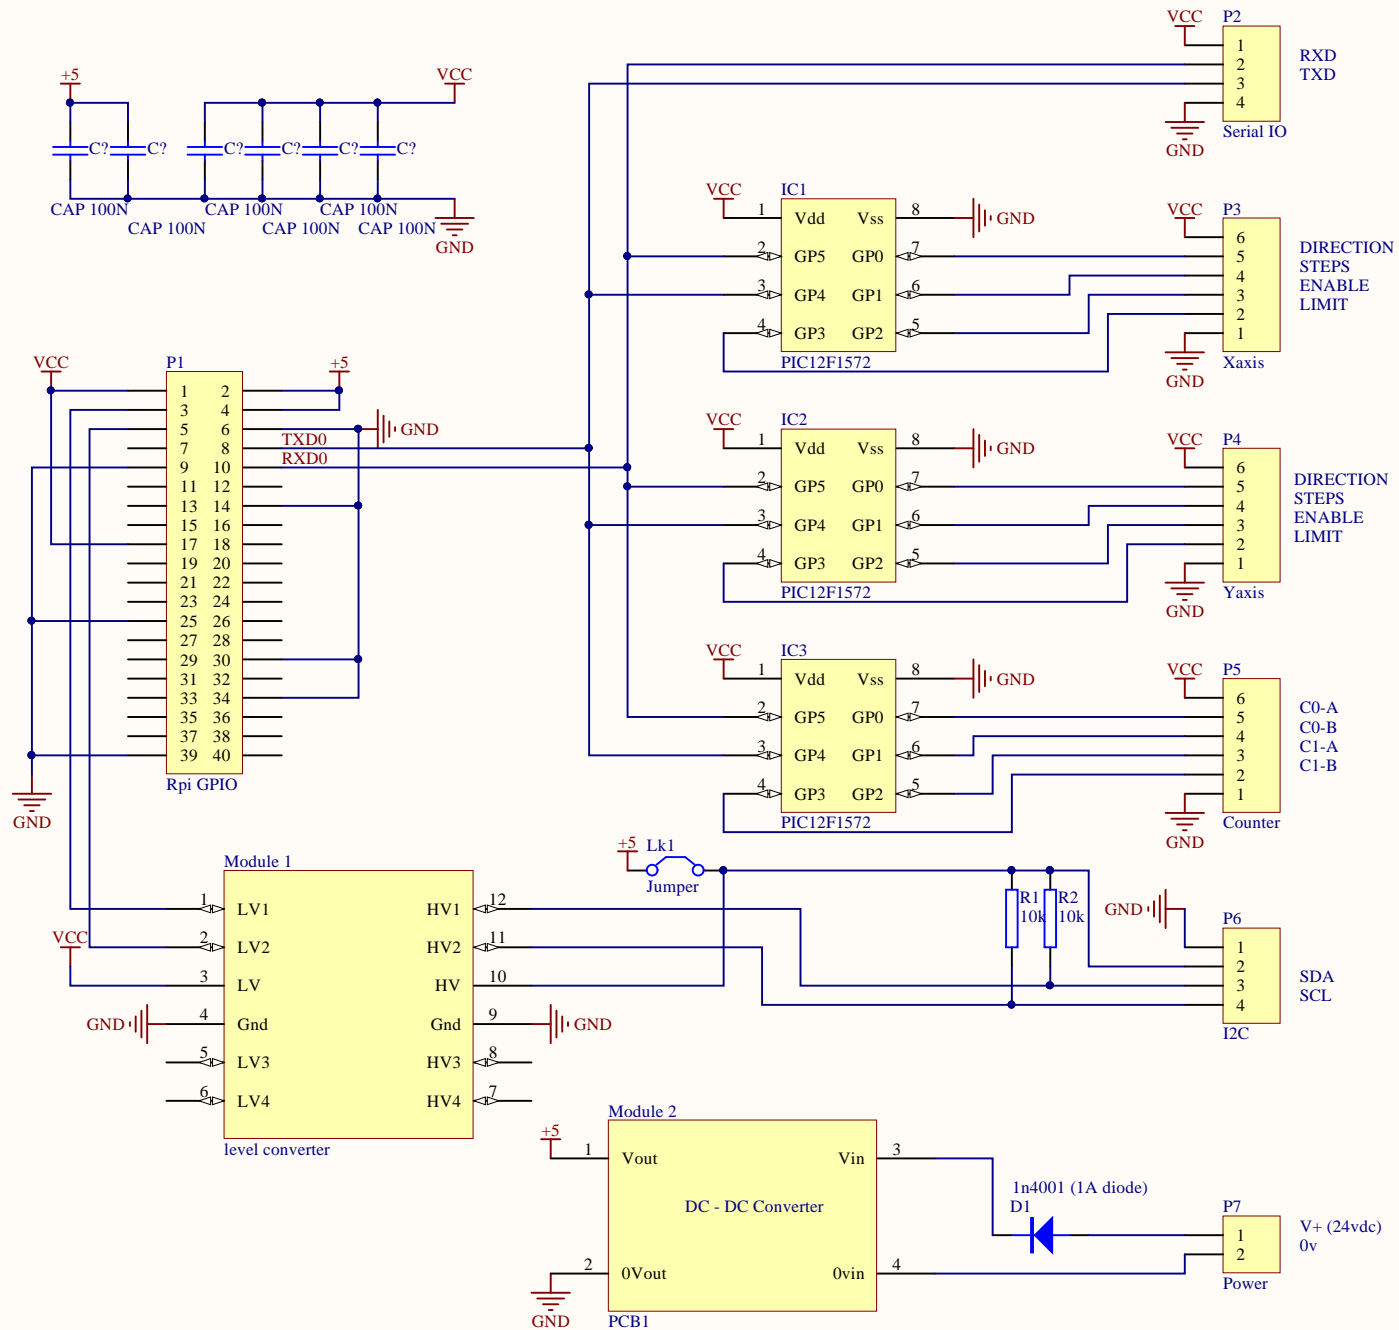 VCC P2
1 RXD
2 TXD
3
4
GND Serial IO
+5 VCC
C? C? C? C? C? C?
CAP 100N CAP 100N CAP 100N
CAP 100N CAP 100N CAP 100N
GND
VCC IC1
1 Vdd Vss 8 GND
2 GP5 GP0 7
3 GP4 GP1 6
4 GP3 GP2 5
PIC12F1572
VCC P3
6
5 DIRECTION
4 STEPS
3 ENABLE
2 LIMIT
1
GND Xaxis
VCC P1 +5
1 2
3 4
5 6 GND
7 8 TXD0
9 10 RXD0
11 12
13 14
15 16
17 18
19 20
21 22
23 24
25 26
27 28
29 30
31 32
33 34
35 36
37 38
39 40
GND Rpi GPIO
VCC IC2
1 Vdd Vss 8 GND
2 GP5 GP0 7
3 GP4 GP1 6
4 GP3 GP2 5
PIC12F1572
VCC P4
6
5 DIRECTION
4 STEPS
3 ENABLE
2 LIMIT
1
GND Yaxis
VCC IC3
1 Vdd Vss 8 GND
2 GP5 GP0 7
3 GP4 GP1 6
4 GP3 GP2 5
PIC12F1572
VCC P5
6
5 C0-A
4 C0-B
3 C1-A
2 C1-B
1
GND Counter
+5 Lk1
Jumper
Module 1
1 LV1 HV1 12
2 LV2 HV2 11
VCC
3 LV HV 10
GND 4 Gnd Gnd 9 GND
5 LV3 HV3 8
6 LV4 HV4 7
level converter
R1 R2
10k 10k
GND P6
1
2
3 SDA
4 SCL
I2C
Module 2
+5 1 Vout Vin 3
DC - DC Converter
2 0Vout 0vin 4
GND PCB1
1n4001 (1A diode)
D1
P7
1 V+ (24vdc)
2 0v
Power